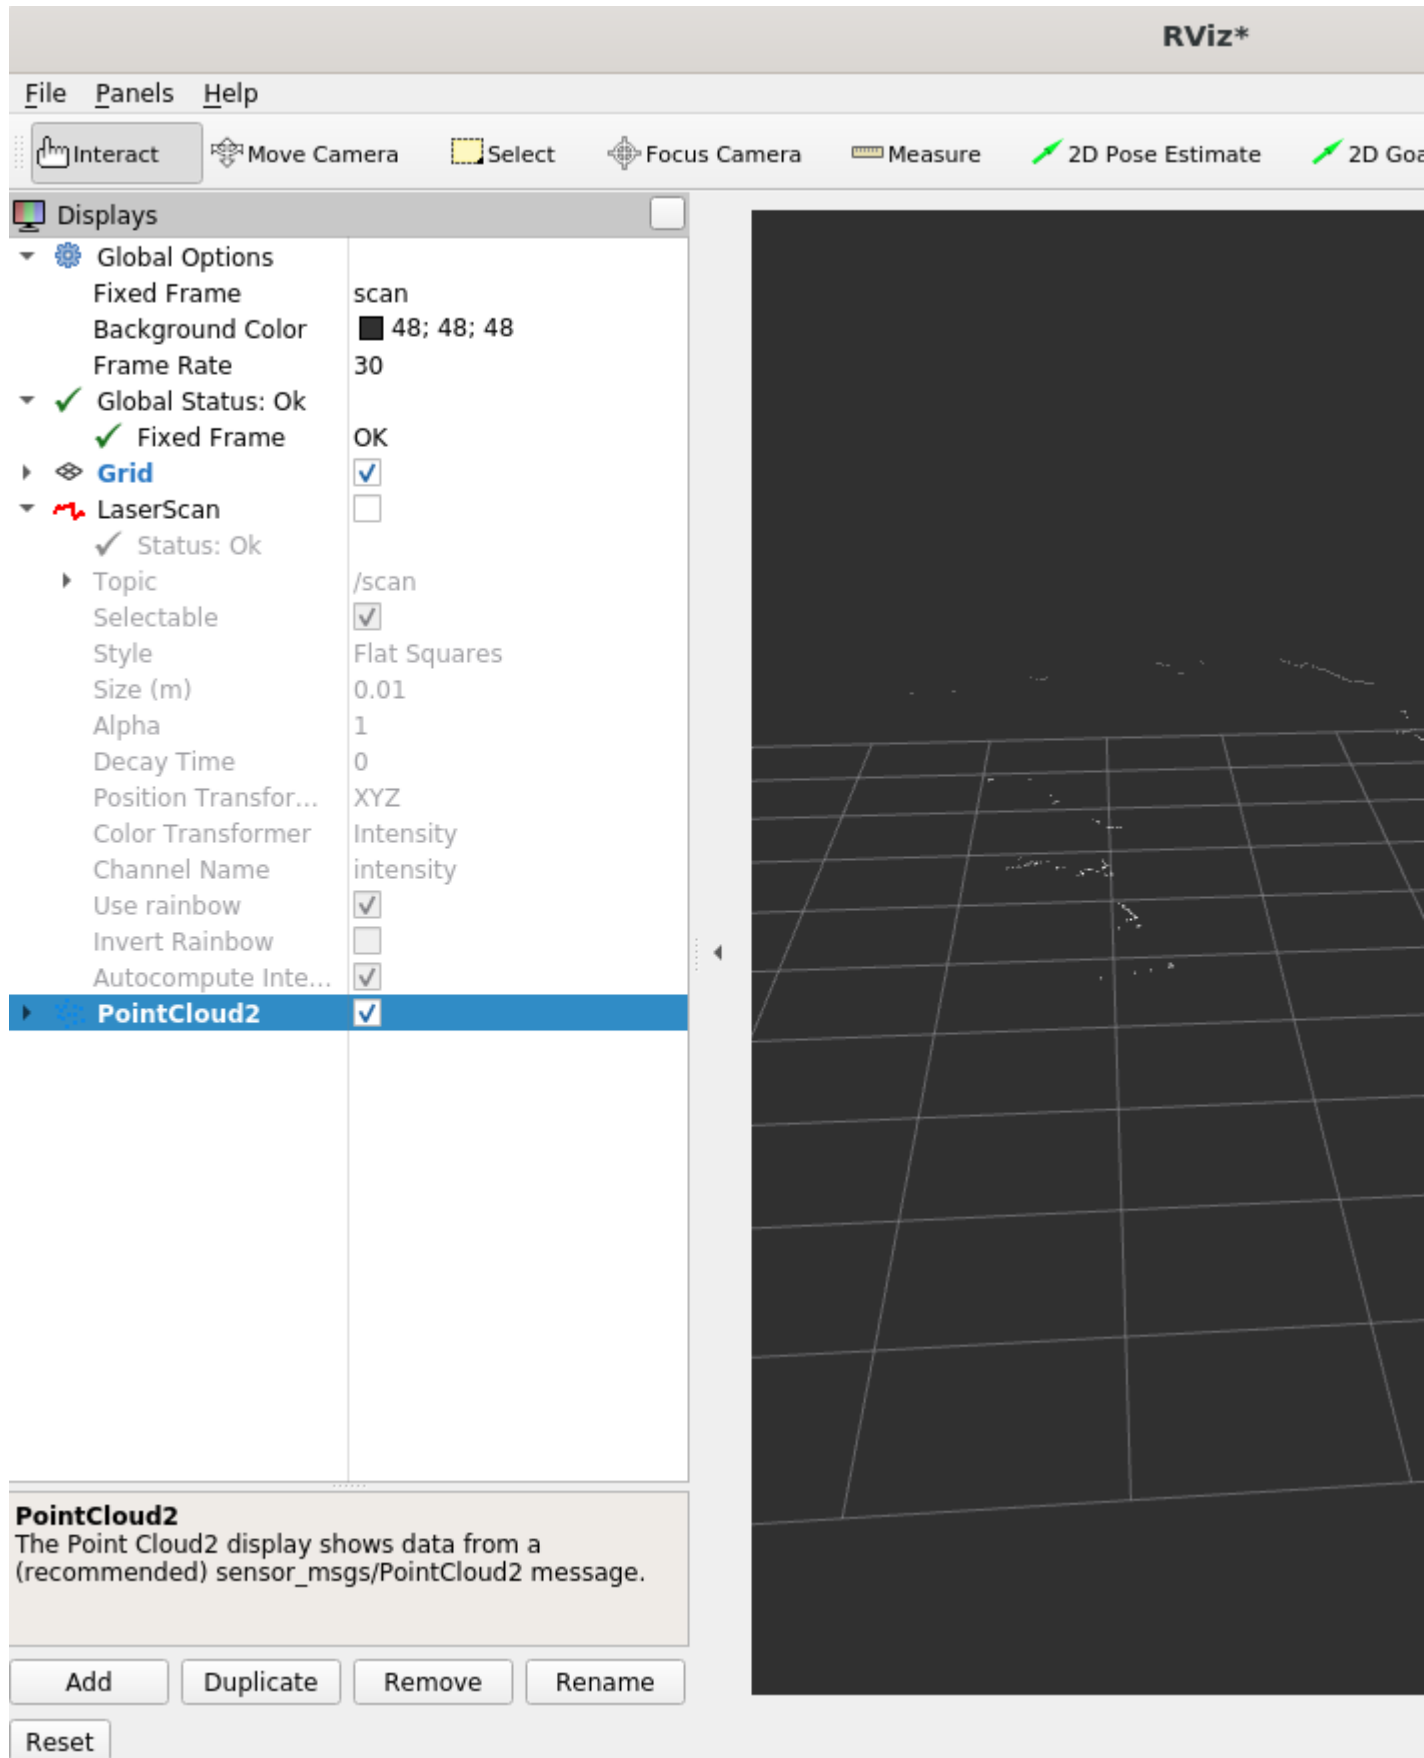 RViz*
File Panels Help
Interact Move Camera Select Focus Camera Measure 2D Pose Estimate 2D Goa
Displays
Global Options
Fixed Frame scan
Background Color 48; 48; 48
Frame Rate 30
Global Status: Ok
Fixed Frame OK
Grid
LaserScan
Status: Ok
Topic /scan
Selectable
Style Flat Squares
Size (m) 0.01
Alpha 1
Decay Time 0
Position Transfor... XYZ
Color Transformer Intensity
Channel Name intensity
Use rainbow
Invert Rainbow
Autocompute Inte...
PointCloud2
PointCloud2
The Point Cloud2 display shows data from a
(recommended) sensor_msgs/PointCloud2 message.
Add Duplicate Remove Rename
Reset